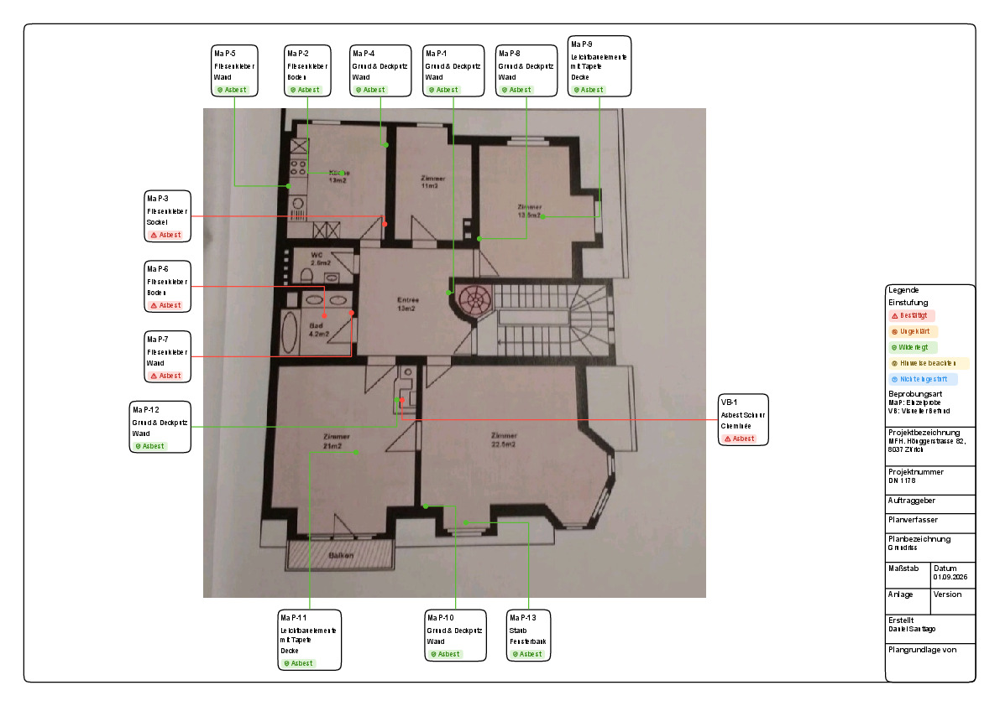 MaP-5
Fliesenkleber
Wand
Asbest
MaP-2
Fliesenkleber
Boden
Asbest
MaP-4
Grund & Deckputz
Wand
Asbest
MaP-1
Grund & Deckputz
Wand
Asbest
MaP-8
Grund & Deckputz
Wand
Asbest
MaP-9
Leichtbauelemente
mit Tapete
Decke
Asbest
MaP-3
Fliesenkleber
Sockel
Asbest
MaP-6
Fliesenkleber
Boden
Asbest
MaP-7
Fliesenkleber
Wand
Asbest
MaP-12
Grund & Deckputz
Wand
Asbest
Küche
13m2
Zimmer
11m2
Zimmer
13.5m2
WC
2.6m2
Entrée
13m2
Bad
4.2m2
Zimmer
21m2
Zimmer
22.5m2
Balkon
VB-1
Asbest Schnur
Cheminée
Asbest
MaP-11
Leichtbauelemente
mit Tapete
Decke
Asbest
MaP-10
Grund & Deckputz
Wand
Asbest
MaP-13
Staub
Fensterbank
Asbest
Legende
Einstufung
Bestätigt
Ungeklärt
Widerlegt
Hinweise beachten
Nicht eingestuft
Beprobungsart
MaP: Einzelprobe
VB: Visueller Befund
Projektbezeichnung
MFH. Hönggerstrasse 82,
8037 Zürich
Projektnummer
DN 1178
Auftraggeber
Planverfasser
Planbezeichnung
Grundriss
Maßstab
Datum
01.09.2026
Anlage
Version
Erstellt
Daniel Santiago
Plangrundlage von